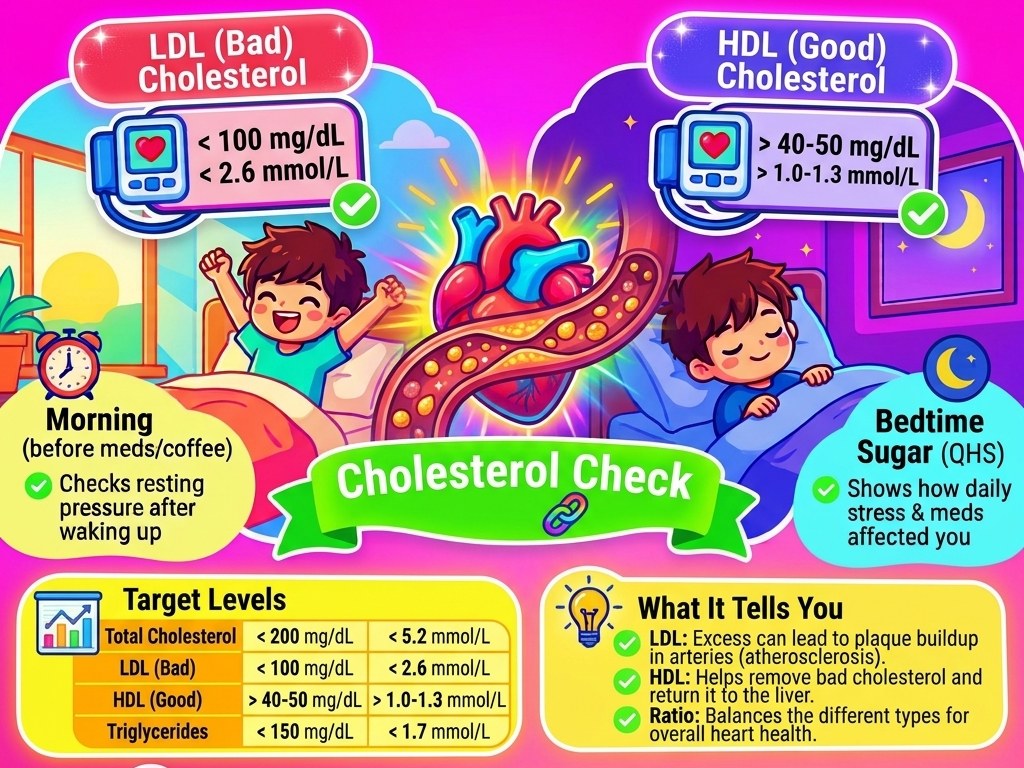 LDL (Bad)
Cholesterol
< 100 mg/dL
< 2.6 mmol/L
HDL (Good)
Cholesterol
> 40-50 mg/dL
> 1.0-1.3 mmol/L
Morning
(before meds/coffee)
Checks resting
pressure after
waking up
Bedtime
Sugar (QHS)
Shows how daily
stress & meds
affected you
Cholesterol Check
Target Levels
Total Cholesterol < 200 mg/dL < 5.2 mmol/L
LDL (Bad) < 100 mg/dL < 2.6 mmol/L
HDL (Good) > 40-50 mg/dL > 1.0-1.3 mmol/L
Triglycerides < 150 mg/dL < 1.7 mmol/L
What It Tells You
LDL: Excess can lead to plaque buildup
in arteries (atherosclerosis).
HDL: Helps remove bad cholesterol and
return it to the liver.
Ratio: Balances the different types for
overall heart health.